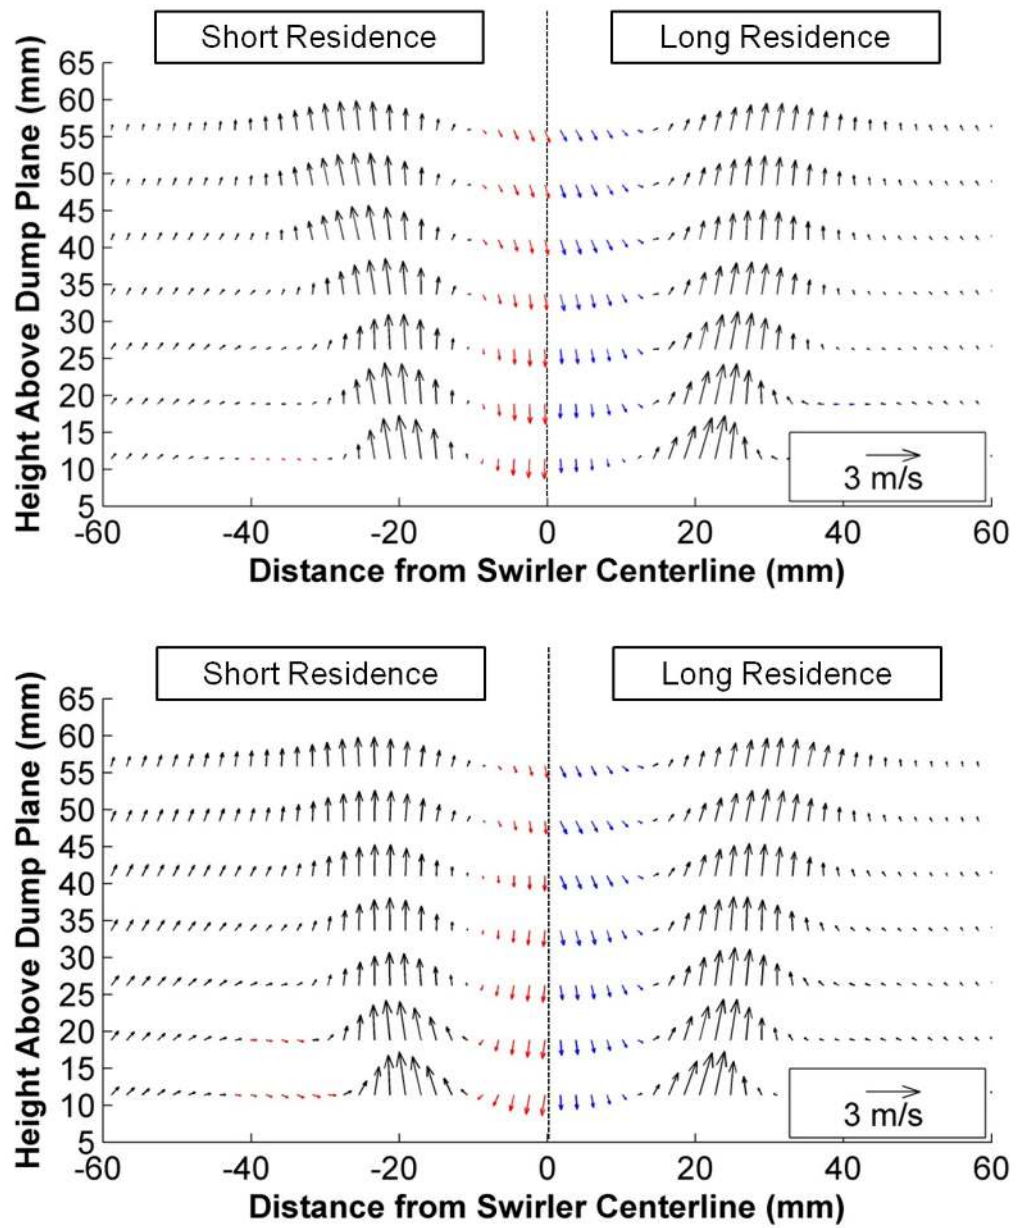 Short Residence Long Residence
Height Above Dump Plane (mm)
65
60
55
50
45
40
35
30
25
20
15
10
5
3 m/s
-60 -40 -20 0 20 40 60
Distance from Swirler Centerline (mm)
Short Residence Long Residence
Height Above Dump Plane (mm)
65
60
55
50
45
40
35
30
25
20
15
10
5
3 m/s
-60 -40 -20 0 20 40 60
Distance from Swirler Centerline (mm)